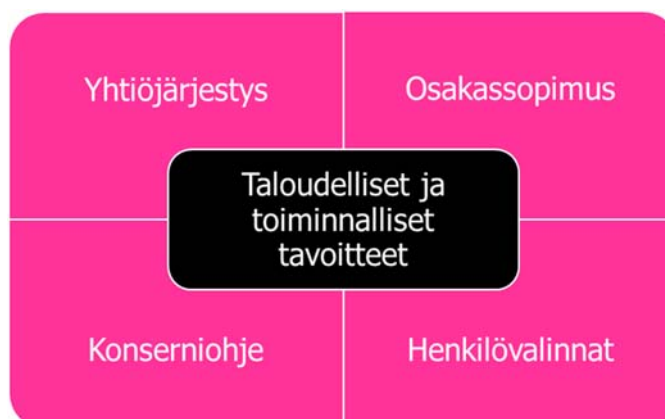 Yhtiöjärjestys
Osakassopimus
Taloudelliset ja
toiminnalliset
tavoitteet
Konserniohje
Henkilövalinnat